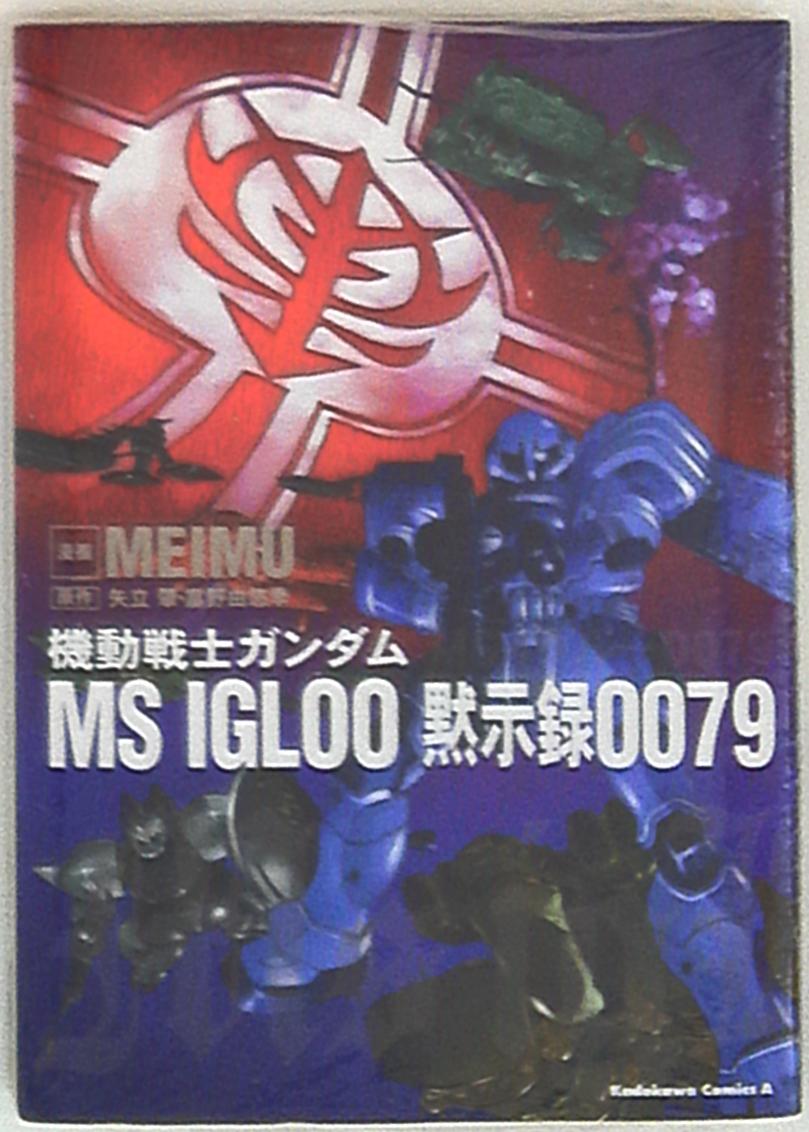 漫画 MEIMU
原作 矢立 肇・富野由悠季
機動戦士ガンダム
MS IGLOO 黙示録0079
Kadokawa Comics A